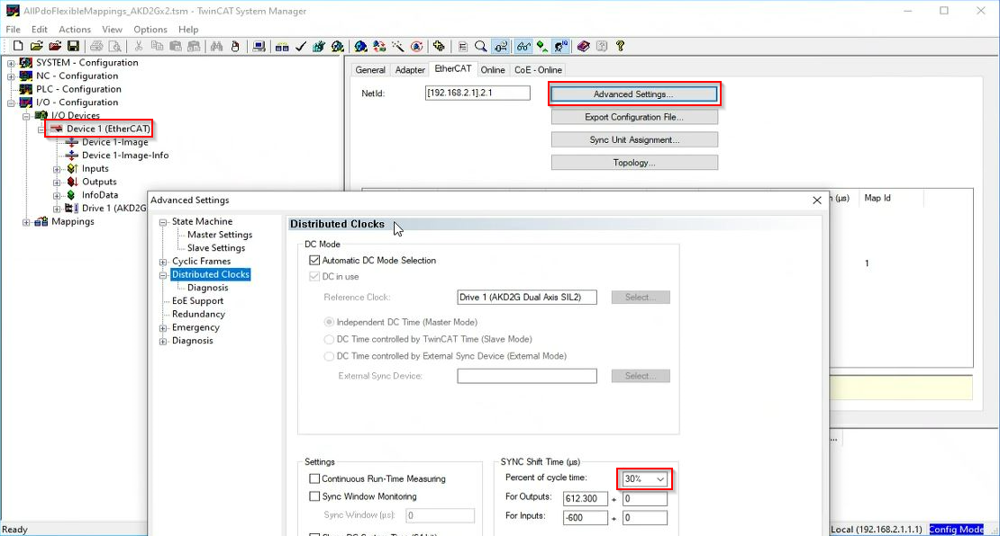 AllPdoFlexibleMappings_AKD2Gx2.tsm - TwinCAT System Manager
File Edit Actions View Options Help
SYSTEM - Configuration
NC - Configuration
PLC - Configuration
I/O - Configuration
I/O Devices
Device 1 (EtherCAT)
Device 1-Image
Device 1-Image-Info
Inputs
Outputs
InfoData
Drive 1 (AKD2G
Mappings
General Adapter EtherCAT Online CoE - Online
NetId: [192.168.2.1].2.1
Advanced Settings...
Export Configuration File...
Sync Unit Assignment...
Topology...
(µs) Map Id
1
Advanced Settings
State Machine
Master Settings
Slave Settings
Cyclic Frames
Distributed Clocks
Diagnosis
EoE Support
Redundancy
Emergency
Diagnosis
Distributed Clocks
DC Mode
Automatic DC Mode Selection
DC in use
Reference Clock: Drive 1 (AKD2G Dual Axis SIL2) Select...
Independent DC Time (Master Mode)
DC Time controlled by TwinCAT Time (Slave Mode)
DC Time controlled by External Sync Device (External Mode)
External Sync Device: Select...
Settings
Continuous Run-Time Measuring
Sync Window Monitoring
Sync Window (µs): 0
SYNC Shift Time (µs)
Percent of cycle time: 30%
For Outputs: 612.300 + 0
For Inputs: -600 + 0
...
Ready
Local (192.168.2.1.1.1) Config Mode